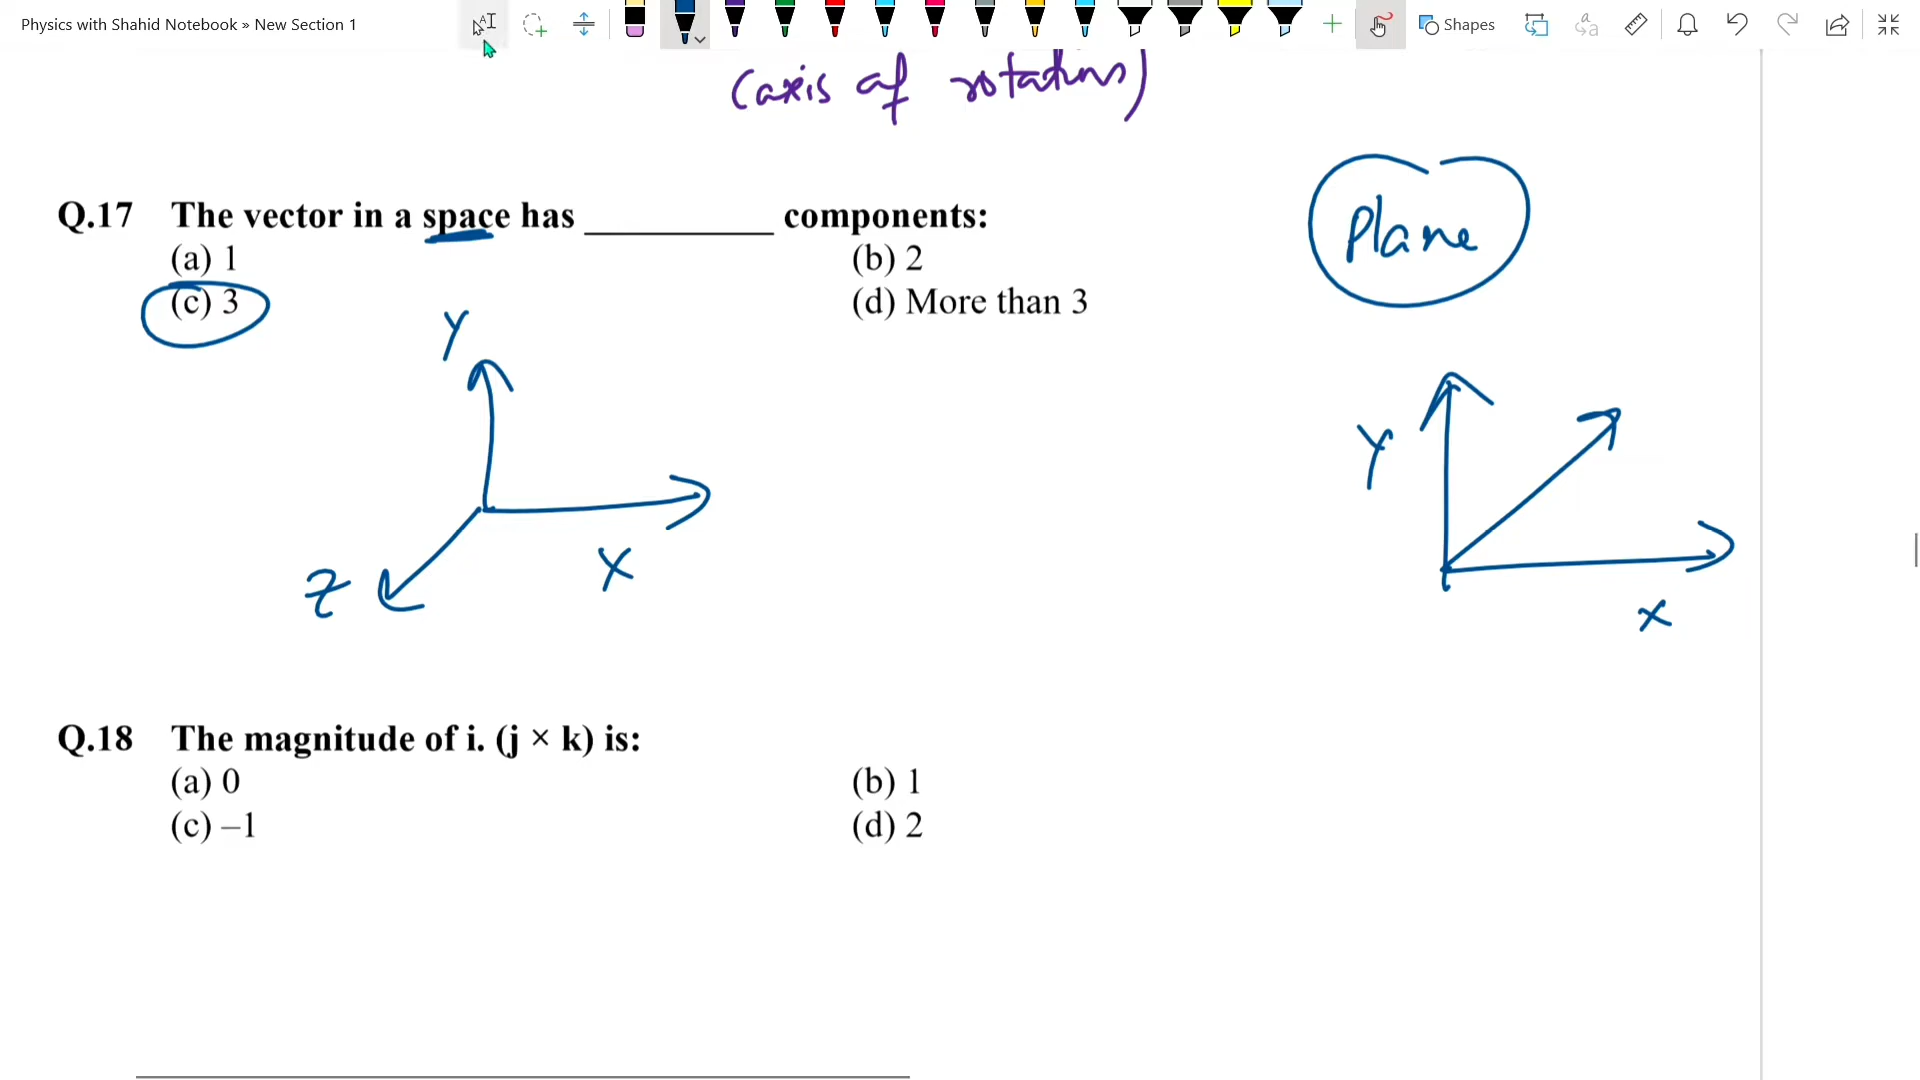 Physics with Shahid Notebook » New Section 1
Shapes
(axis of rotation)
Plane
Q.17 The vector in a space has __________ components:
(a) 1 (b) 2
(c) 3 (d) More than 3
Y
Y
Z X
X
Q.18 The magnitude of i. (j × k) is:
(a) 0 (b) 1
(c) –1 (d) 2